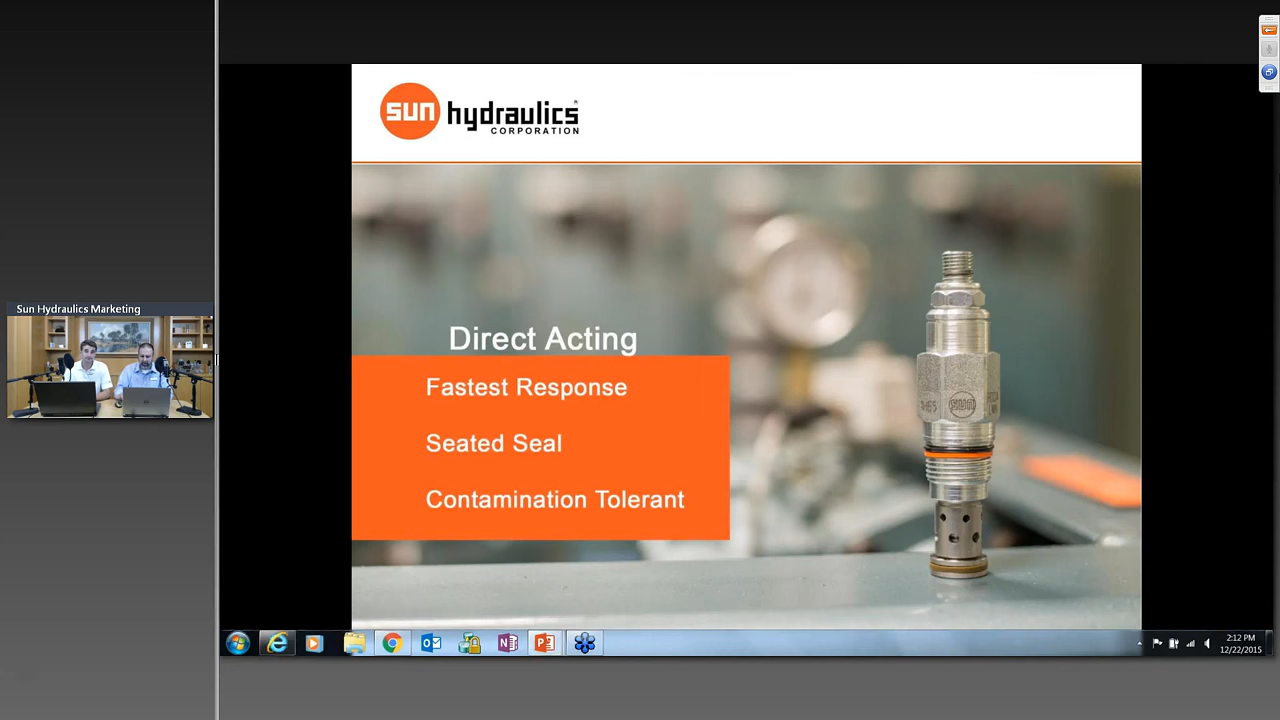 Sun Hydraulics Marketing
sun hydraulics®
CORPORATION
Direct Acting
Fastest Response
Seated Seal
Contamination Tolerant
sun
2:12 PM
12/22/2015